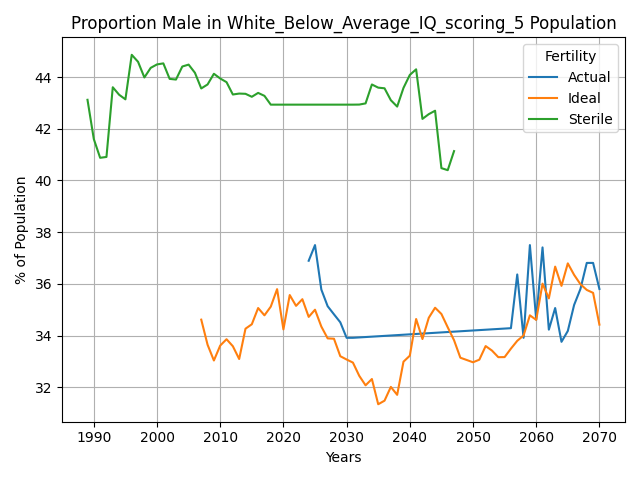 Proportion Male in White_Below_Average_IQ_scoring_5 Population
Fertility
Actual
Ideal
Sterile
% of Population
44
42
40
38
36
34
32
1990
2000
2010
2020
2030
2040
2050
2060
2070
Years